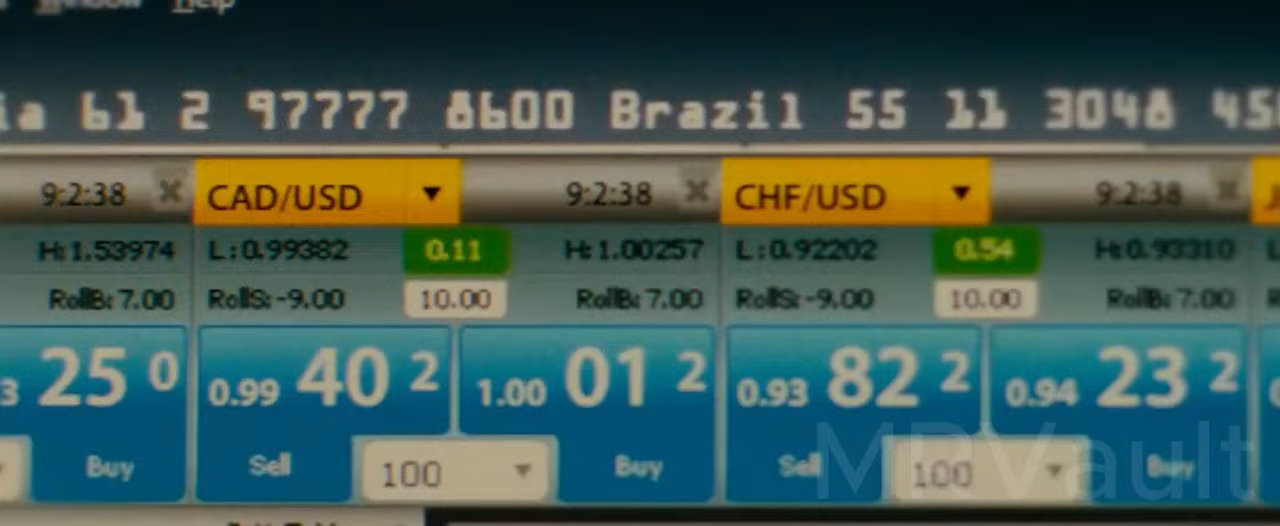 Window Help
ia 61 2 97777 8600 Brazil 55 11 3048 45
9:2:38 CAD/USD 9:2:38 CHF/USD 9:2:38
H:1.53974 L:0.99382 0.11 H:1.00257 L:0.92202 0.54 H:0.93310
RollB:7.00 RollS:-9.00 10.00 RollB:7.00 RollS:-9.00 10.00 RollB:7.00
3 25 0 0.99 40 2 1.00 01 2 0.93 82 2 0.94 23 2
Buy Sell 100 Buy Sell 100 Buy
MRVault